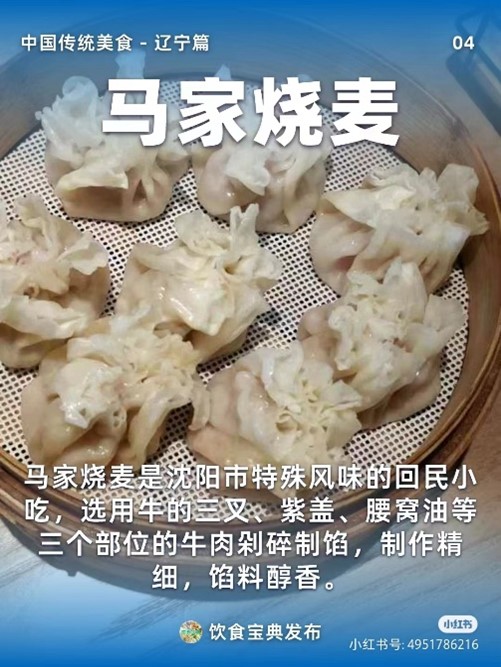 中国传统美食 - 辽宁篇
04
马家烧麦
马家烧麦是沈阳市特殊风味的回民小
吃，选用牛的三叉、紫盖、腰窝油等
三个部位的牛肉剁碎制馅，制作精
细，馅料醇香。
饮食宝典发布
小红书
小红书号: 4951786216